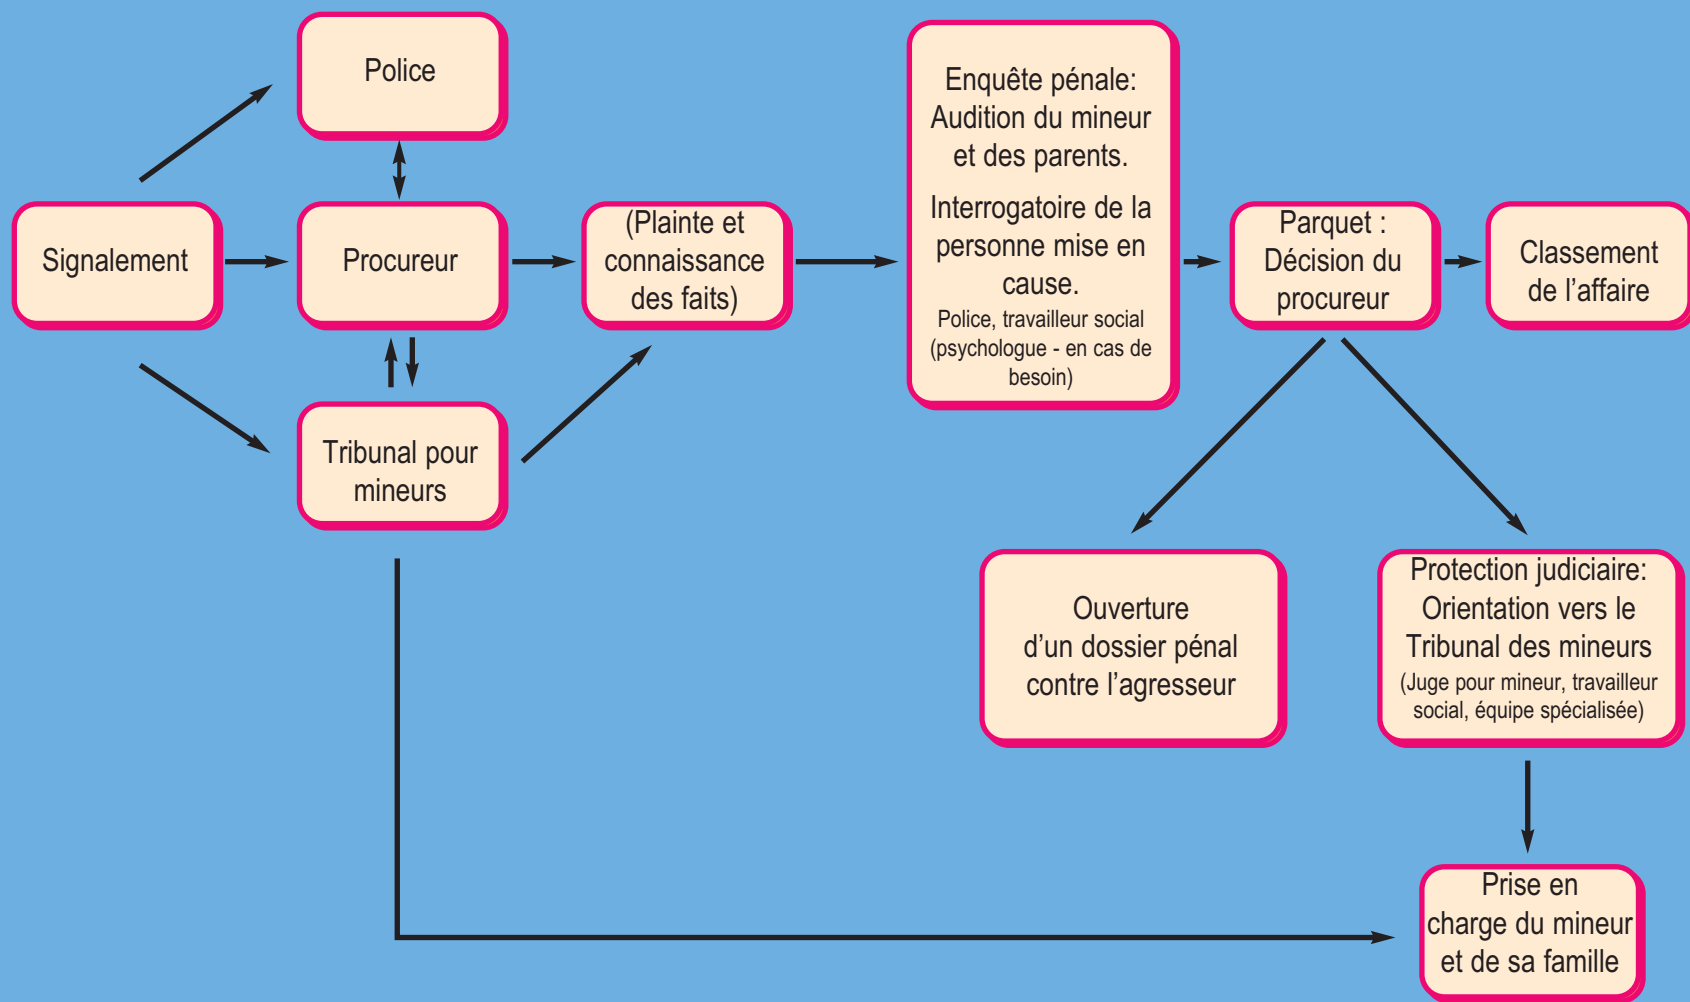 Police
Signalement
Procureur
(Plainte et
connaissance
des faits)
Tribunal pour
mineurs
Enquête pénale:
Audition du mineur
et des parents.
Interrogatoire de la
personne mise en
cause.
Police, travailleur social
(psychologue - en cas de
besoin)
Parquet :
Décision du
procureur
Classement
de l’affaire
Ouverture
d’un dossier pénal
contre l’agresseur
Protection judiciaire:
Orientation vers le
Tribunal des mineurs
(Juge pour mineur, travailleur
social, équipe spécialisée)
Prise en
charge du mineur
et de sa famille